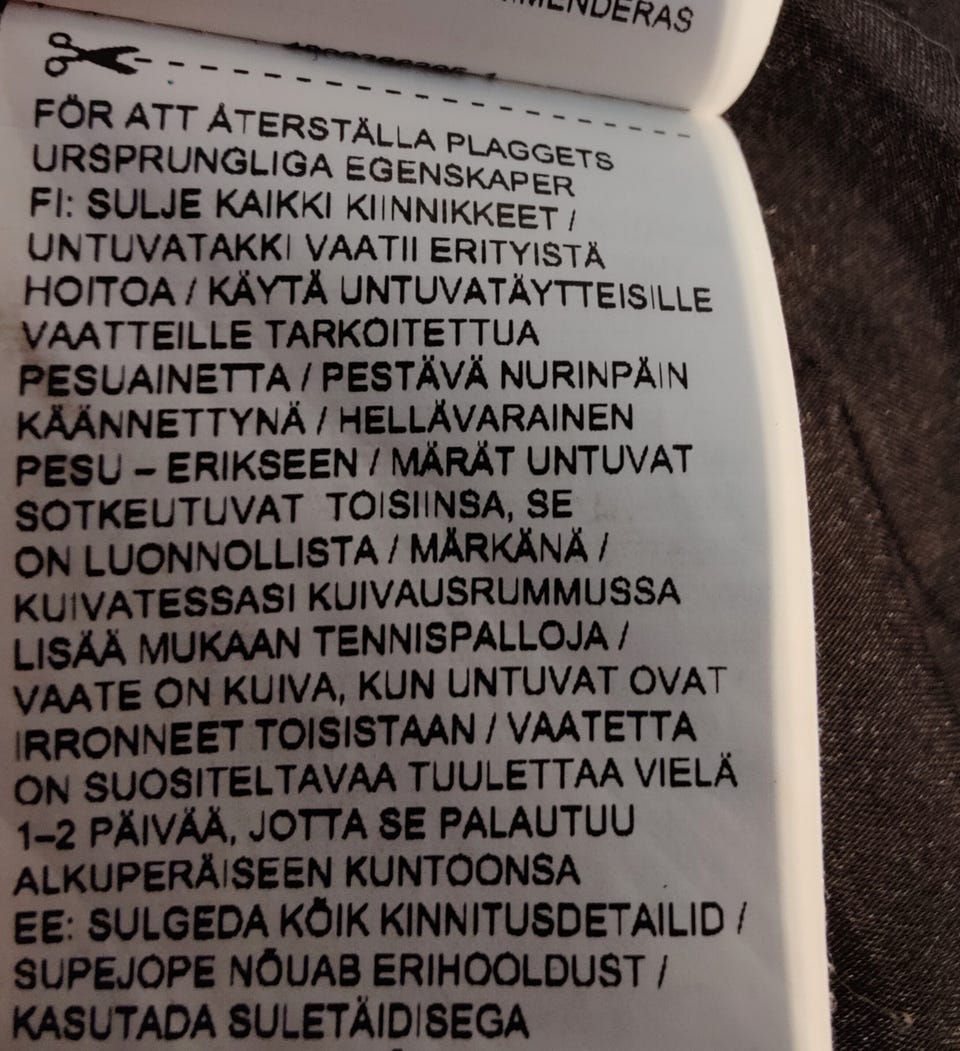 MENDERAS
FÖR ATT ÅTERSTÄLLA PLAGGETS
URSPRUNGLIGA EGENSKAPER
FI: SULJE KAIKKI KIINNIKKEET /
UNTUVATAKKI VAATII ERITYISTÄ
HOITOA / KÄYTÄ UNTUVATÄYTTEISILLE
VAATTEILLE TARKOITETTUA
PESUAINETTA / PESTÄVÄ NURINPÄIN
KÄÄNNETTYNÄ / HELLÄVARAINEN
PESU – ERIKSEEN / MÄRÄT UNTUVAT
SOTKEUTUVAT TOISIINSA, SE
ON LUONNOLLISTA / MÄRKÄNÄ /
KUIVATESSASI KUIVAUSRUMMUSSA
LISÄÄ MUKAAN TENNISPALLOJA /
VAATE ON KUIVA, KUN UNTUVAT OVAT
IRRONNEET TOISISTAAN / VAATETTA
ON SUOSITELTAVAA TUULETTAA VIELÄ
1–2 PÄIVÄÄ, JOTTA SE PALAUTUU
ALKUPERÄISEEN KUNTOONSA
EE: SULGEDA KÕIK KINNITUSDETAILID /
SUPEJOPE NÕUAB ERIHOOLDUST /
KASUTADA SULETÄIDISEGA